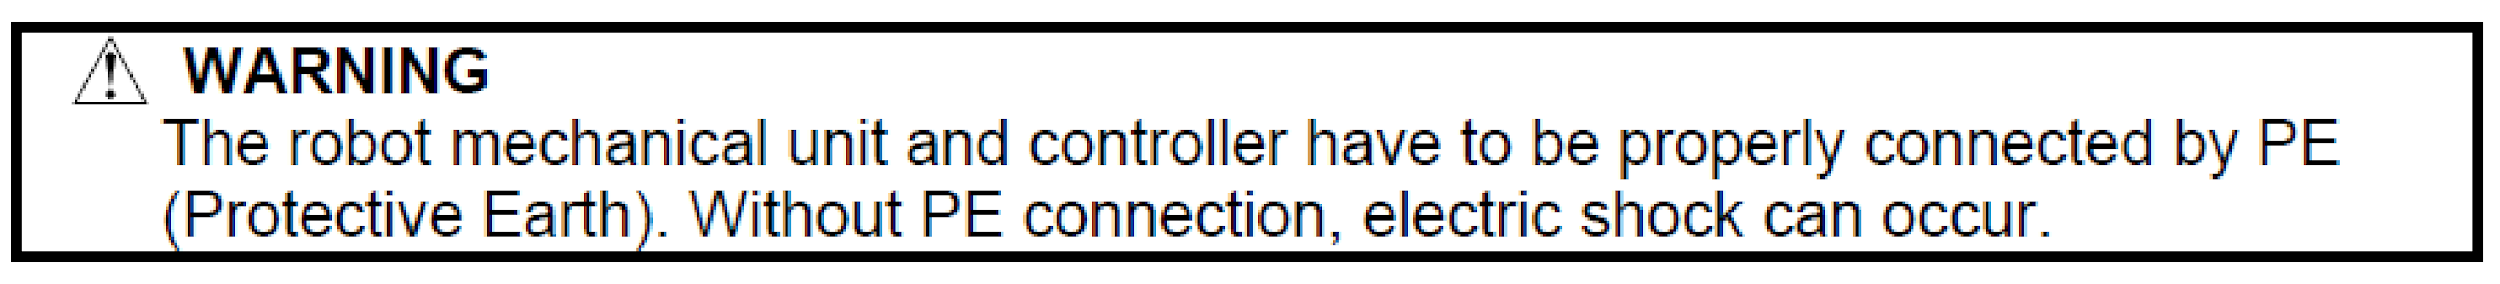 WARNING
The robot mechanical unit and controller have to be properly connected by PE
(Protective Earth). Without PE connection, electric shock can occur.